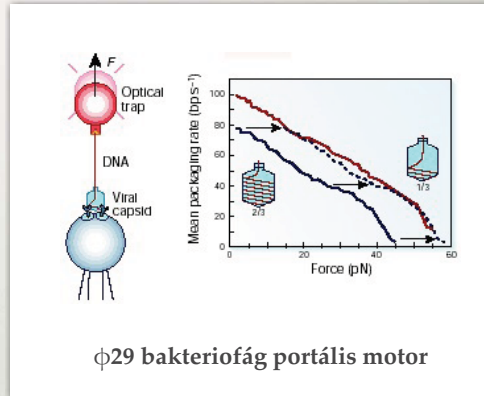 F
Optical
trap
DNA
Viral
capsid
Mean packaging rate (bp s⁻¹)
100
80
60
40
20
0
0
20
40
60
Force (pN)
2/3
1/3
ϕ29 bakteriofág portális motor